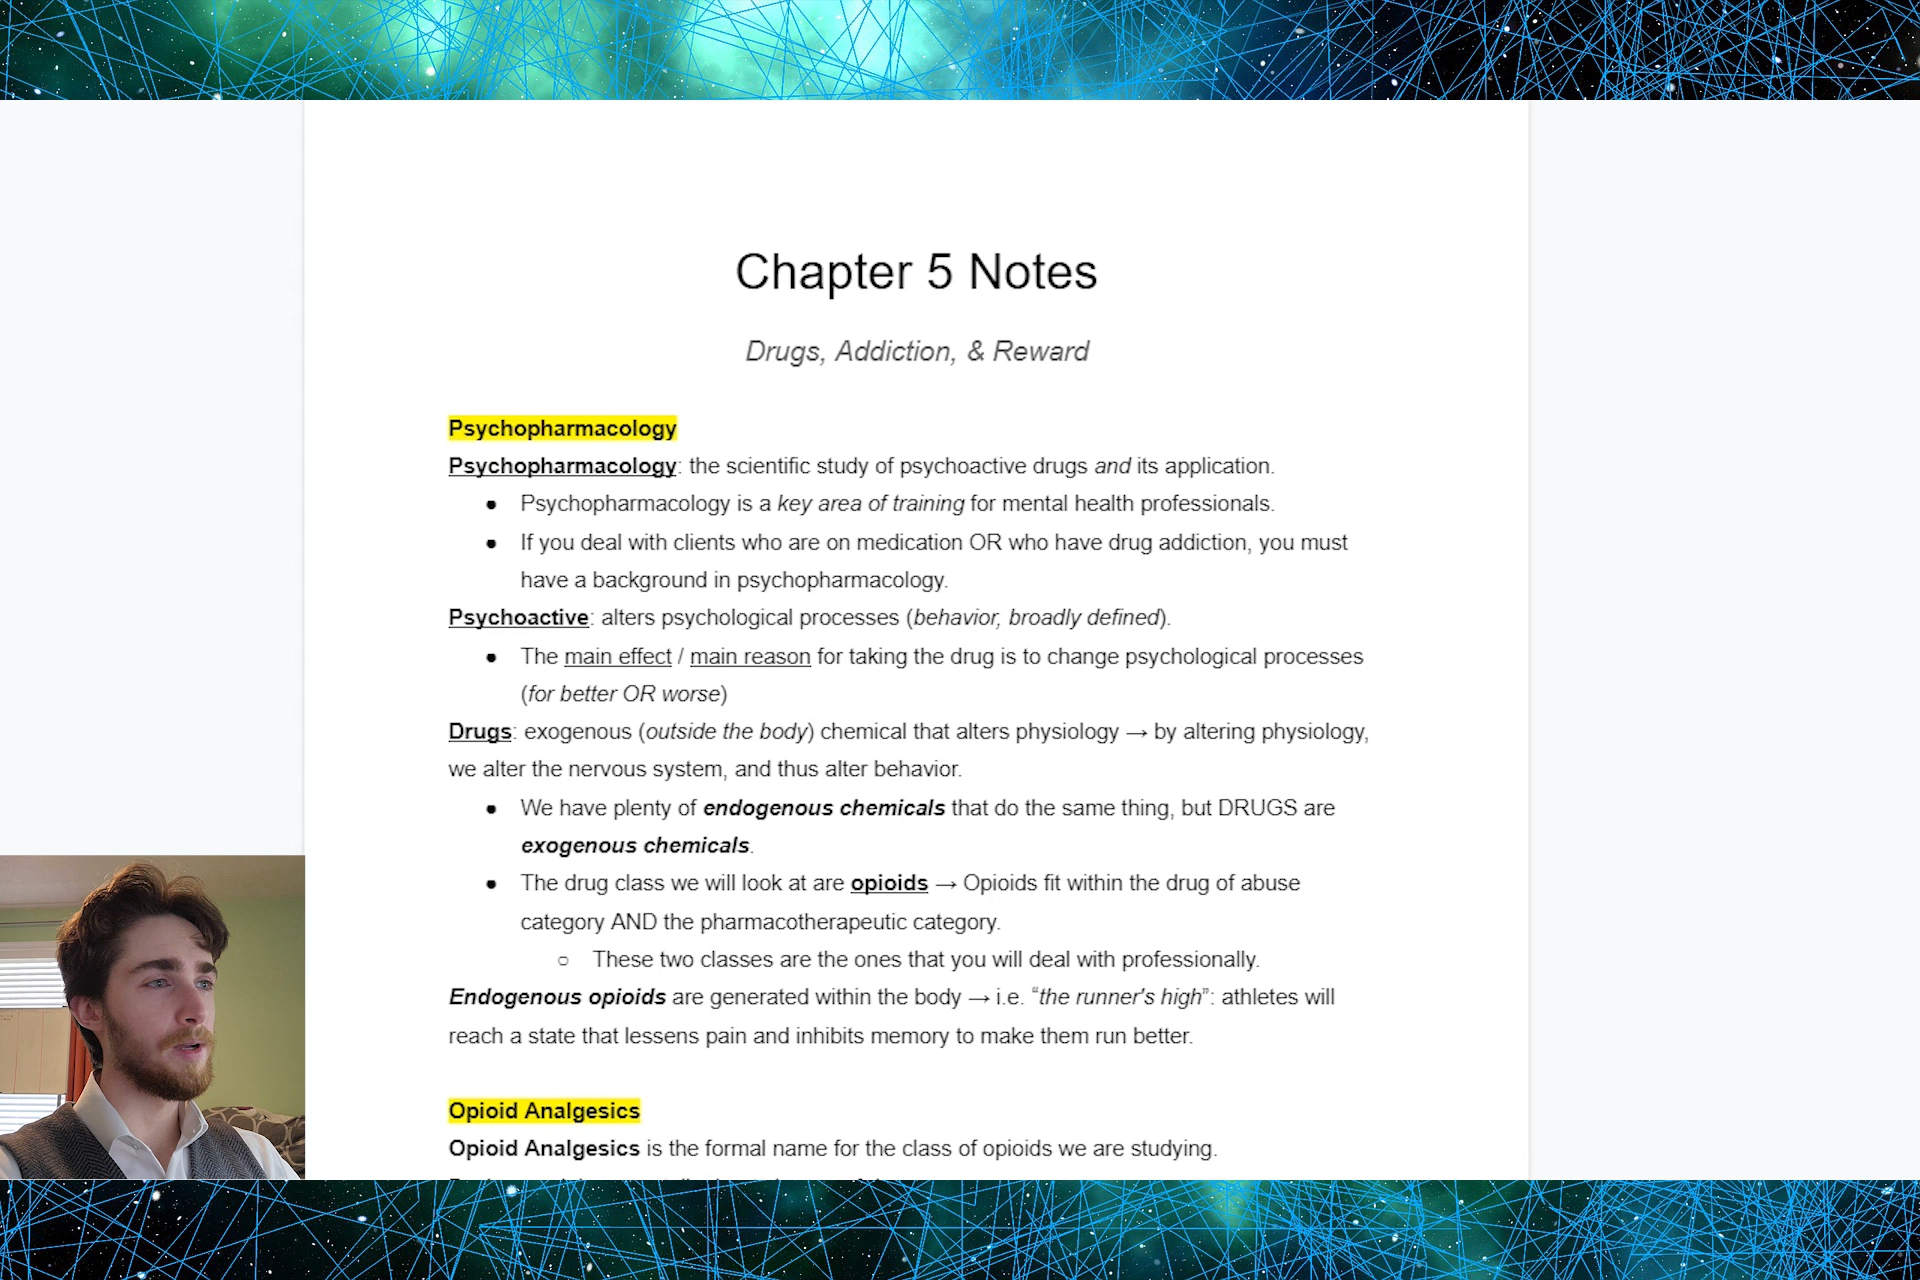 Chapter 5 Notes
Drugs, Addiction, & Reward
Psychopharmacology
Psychopharmacology: the scientific study of psychoactive drugs and its application.
● Psychopharmacology is a key area of training for mental health professionals.
● If you deal with clients who are on medication OR who have drug addiction, you must
have a background in psychopharmacology.
Psychoactive: alters psychological processes (behavior, broadly defined).
● The main effect / main reason for taking the drug is to change psychological processes
(for better OR worse)
Drugs: exogenous (outside the body) chemical that alters physiology → by altering physiology,
we alter the nervous system, and thus alter behavior.
● We have plenty of endogenous chemicals that do the same thing, but DRUGS are
exogenous chemicals.
● The drug class we will look at are opioids → Opioids fit within the drug of abuse
category AND the pharmacotherapeutic category.
○ These two classes are the ones that you will deal with professionally.
Endogenous opioids are generated within the body → i.e. “the runner's high”: athletes will
reach a state that lessens pain and inhibits memory to make them run better.
Opioid Analgesics
Opioid Analgesics is the formal name for the class of opioids we are studying.